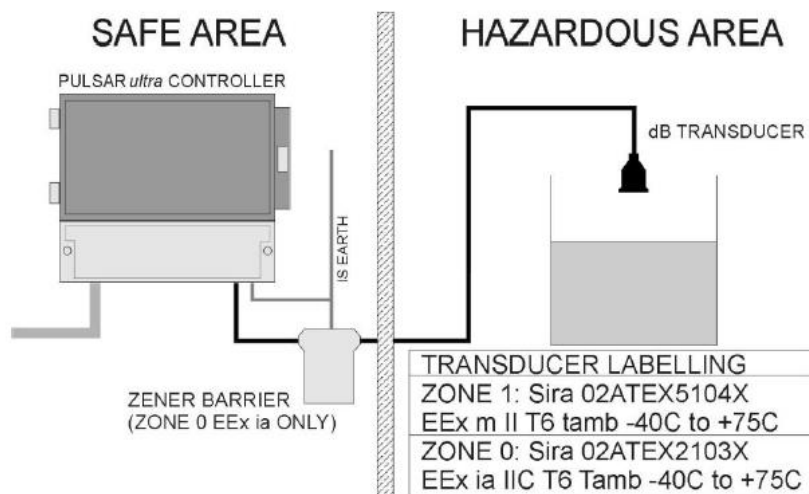 SAFE AREA
HAZARDOUS AREA
PULSAR ultra CONTROLLER
dB TRANSDUCER
IS EARTH
ZENER BARRIER
(ZONE 0 EEx ia ONLY)
TRANSDUCER LABELLING
ZONE 1: Sira 02ATEX5104X
EEx m II T6 tamb -40C to +75C
ZONE 0: Sira 02ATEX2103X
EEx ia IIC T6 Tamb -40C to +75C